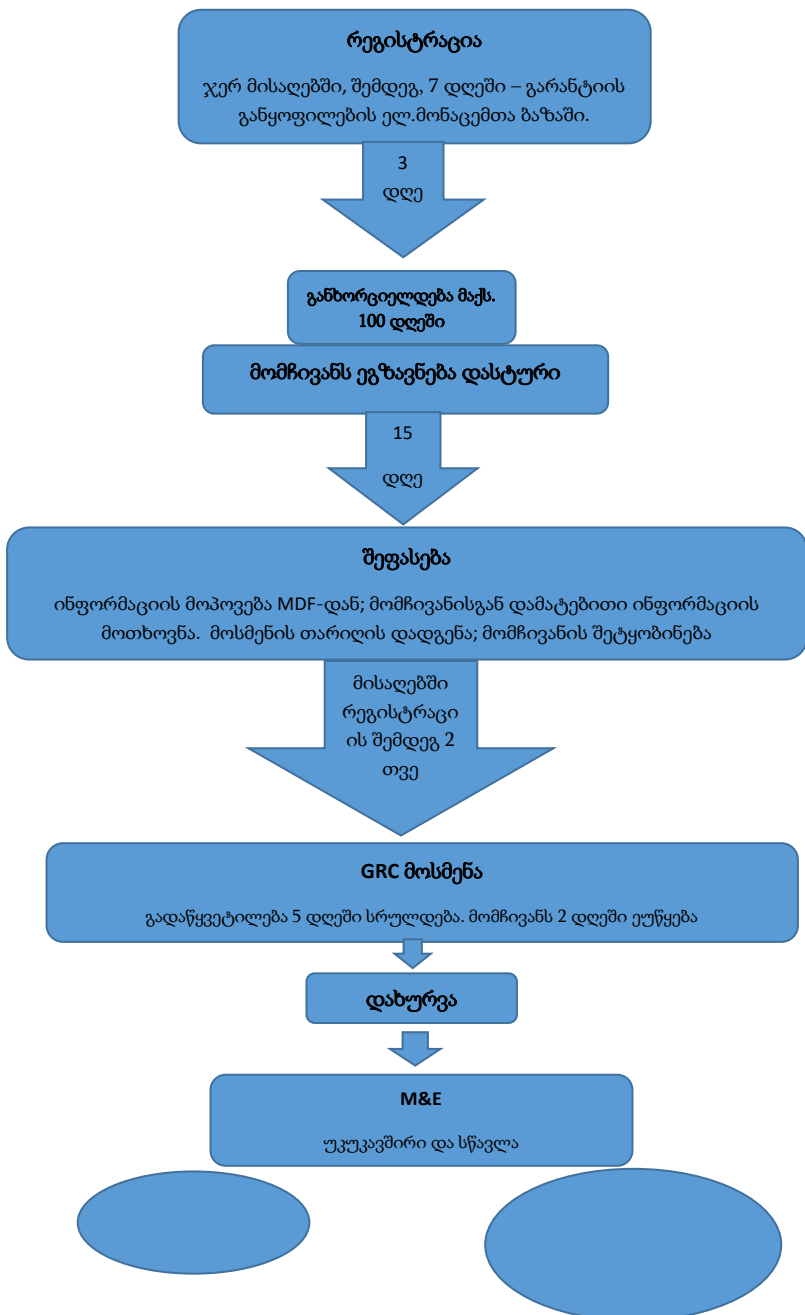 რეგისტრაცია
ჯერ მისაღებში, შემდეგ, 7 დღეში – გარანტიის
განყოფილების ელ.მონაცემთა ბაზაში.
3
დღე
განხორციელდება მაქს.
100 დღეში
მომჩივანს ეგზავნება დასტური
15
დღე
შეფასება
ინფორმაციის მოპოვება MDF-დან; მომჩივანისგან დამატებითი ინფორმაციის
მოთხოვნა. მოსმენის თარიღის დადგენა; მომჩივანის შეტყობინება
მისაღებში
რეგისტრაცი
ის შემდეგ 2
თვე
GRC მოსმენა
გადაწყვეტილება 5 დღეში სრულდება. მომჩივანს 2 დღეში ეუწყება
დახურვა
M&E
უკუკავშირი და სწავლა